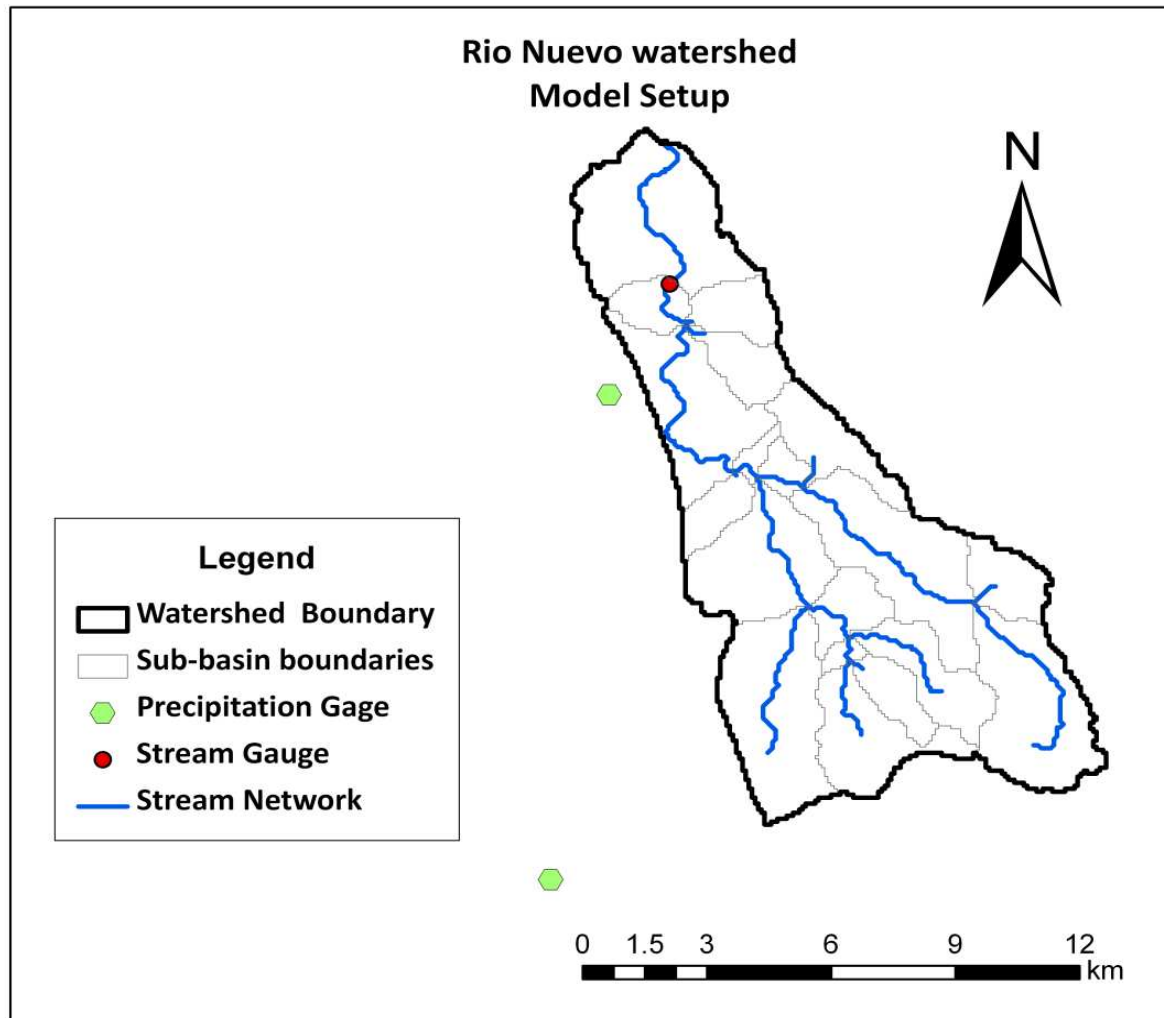 Rio Nuevo watershed
Model Setup
N
Legend
Watershed Boundary
Sub-basin boundaries
Precipitation Gage
Stream Gauge
Stream Network
0 1.5 3 6 9 12
km